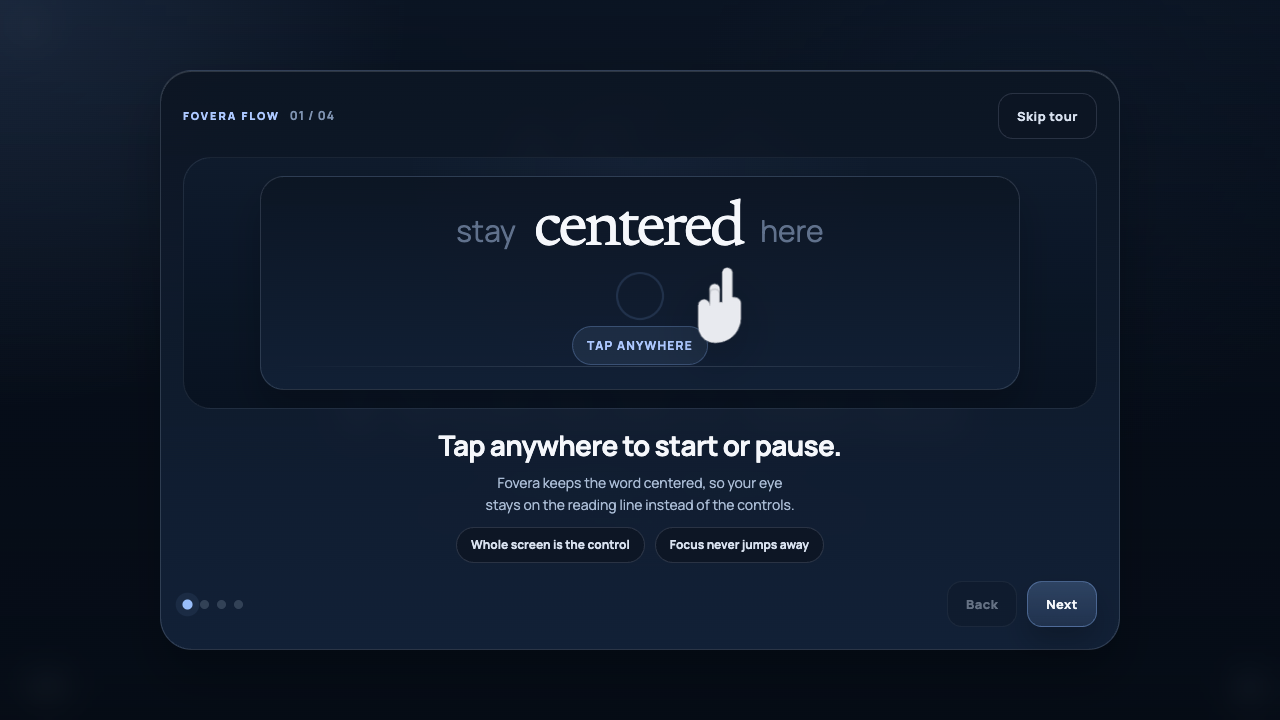 FOVERA FLOW 01 / 04
Skip tour
stay centered here
TAP ANYWHERE
Tap anywhere to start or pause.
Fovera keeps the word centered, so your eye
stays on the reading line instead of the controls.
Whole screen is the control
Focus never jumps away
Back
Next